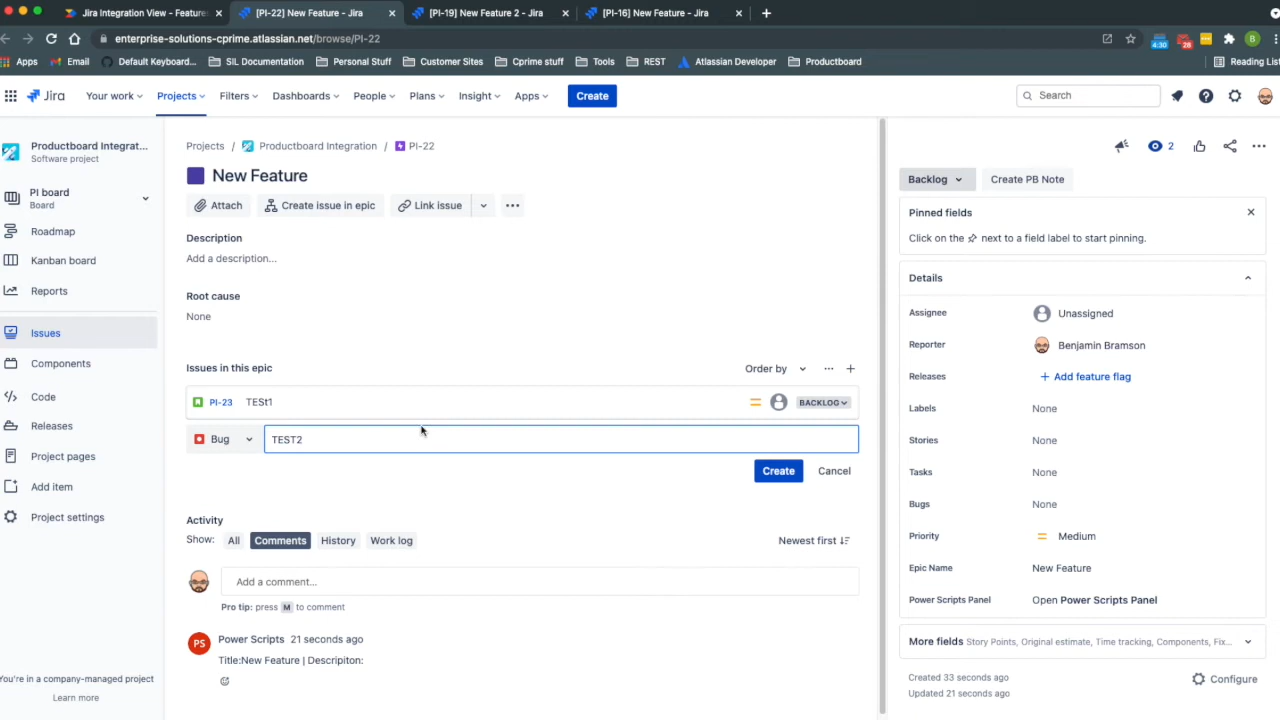 Jira Integration View - Feature
[PI-22] New Feature - Jira
[PI-19] New Feature 2 - Jira
[PI-16] New Feature - Jira
enterprise-solutions-cprime.atlassian.net/browse/PI-22
4:30
26
B
Apps
Email
Default Keyboard...
SIL Documentation
Personal Stuff
Customer Sites
Cprime stuff
Tools
REST
Atlassian Developer
Productboard
Reading List
Jira
Your work
Projects
Filters
Dashboards
People
Plans
Insight
Apps
Create
Search
Productboard Integrat...
Software project
PI board
Board
Roadmap
Kanban board
Reports
Issues
Components
Code
Releases
Project pages
Add item
Project settings
You're in a company-managed project
Learn more
Projects / Productboard Integration / PI-22
New Feature
Attach
Create issue in epic
Link issue
Description
Add a description...
Root cause
None
Issues in this epic
Order by
PI-23 TESt1
BACKLOG
Bug
TEST2
Create
Cancel
Activity
Show: All Comments History Work log
Newest first
Add a comment...
Pro tip: press M to comment
PS
Power Scripts 21 seconds ago
Title:New Feature | Descripiton:
2
Backlog
Create PB Note
Pinned fields
Click on the next to a field label to start pinning.
Details
Assignee
Unassigned
Reporter
Benjamin Bramson
Releases
+ Add feature flag
Labels
None
Stories
None
Tasks
None
Bugs
None
Priority
Medium
Epic Name
New Feature
Power Scripts Panel
Open Power Scripts Panel
More fields Story Points, Original estimate, Time tracking, Components, Fix...
Created 33 seconds ago
Updated 21 seconds ago
Configure